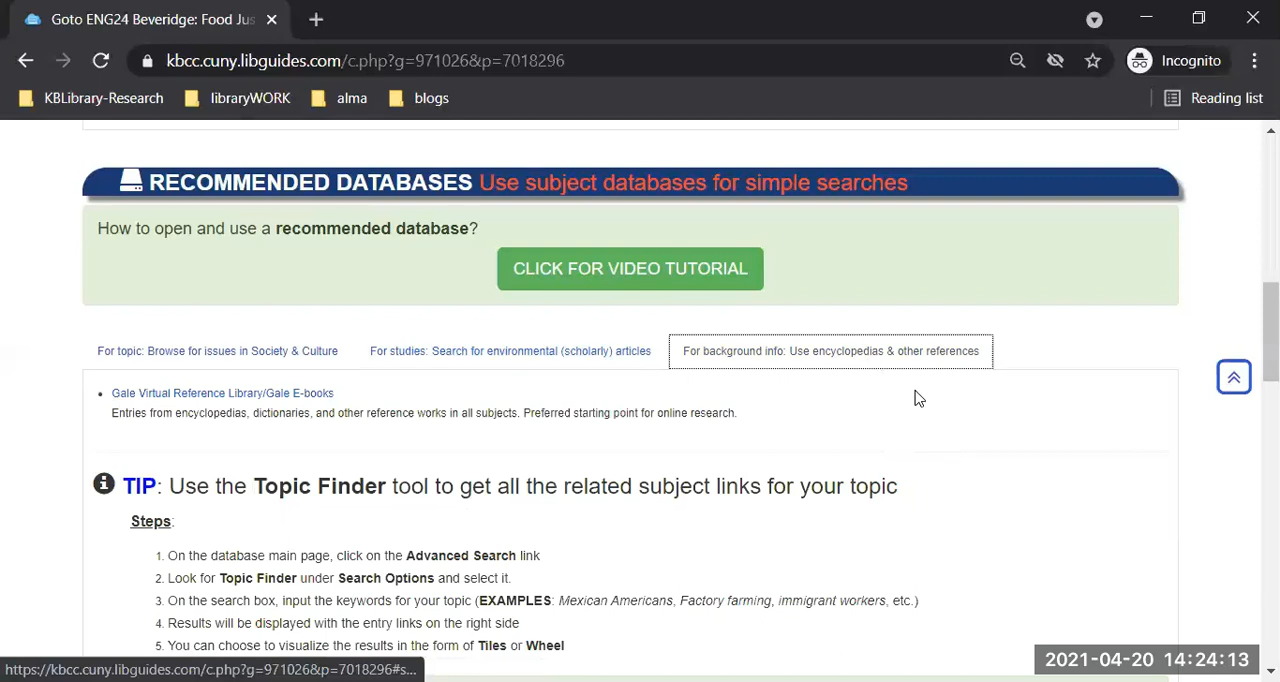 Goto ENG24 Beveridge: Food Jus
kbcc.cuny.libguides.com/c.php?g=971026&p=7018296
Incognito
KBLibrary-Research
libraryWORK
alma
blogs
Reading list
RECOMMENDED DATABASES Use subject databases for simple searches
How to open and use a recommended database?
CLICK FOR VIDEO TUTORIAL
For topic: Browse for issues in Society & Culture
For studies: Search for environmental (scholarly) articles
For background info: Use encyclopedias & other references
• Gale Virtual Reference Library/Gale E-books
Entries from encyclopedias, dictionaries, and other reference works in all subjects. Preferred starting point for online research.
TIP: Use the Topic Finder tool to get all the related subject links for your topic
Steps:
1. On the database main page, click on the Advanced Search link
2. Look for Topic Finder under Search Options and select it.
3. On the search box, input the keywords for your topic (EXAMPLES: Mexican Americans, Factory farming, immigrant workers, etc.)
4. Results will be displayed with the entry links on the right side
5. You can choose to visualize the results in the form of Tiles or Wheel
https://kbcc.cuny.libguides.com/c.php?g=971026&p=7018296#s...
2021-04-20 14:24:13